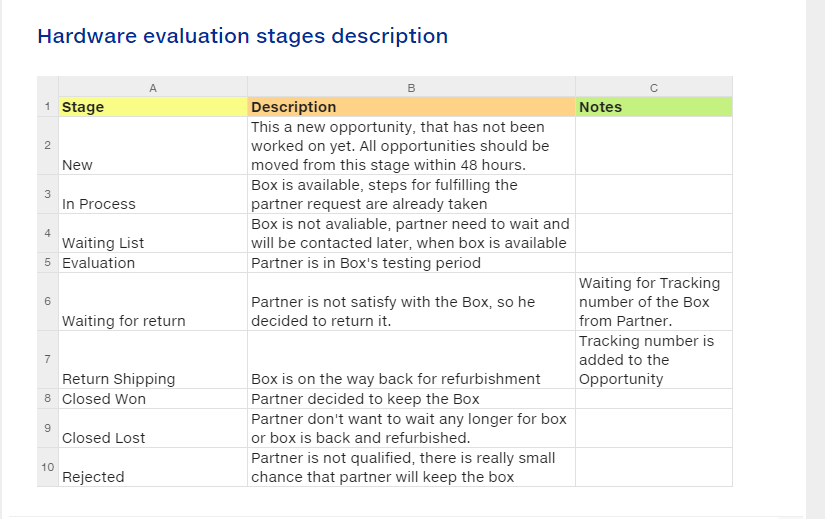 Hardware evaluation stages description
A B C
1 Stage Description Notes
This a new opportunity, that has not been
worked on yet. All opportunities should be
2 New moved from this stage within 48 hours.
Box is available, steps for fulfilling the
3 In Process partner request are already taken
Box is not avaliable, partner need to wait and
4 Waiting List will be contacted later, when box is available
5 Evaluation Partner is in Box's testing period
Waiting for Tracking
6 Partner is not satisfy with the Box, so he number of the Box
Waiting for return decided to return it. from Partner.
Tracking number is
7 added to the
Return Shipping Box is on the way back for refurbishment Opportunity
8 Closed Won Partner decided to keep the Box
Partner don't want to wait any longer for box
9 Closed Lost or box is back and refurbished.
Partner is not qualified, there is really small
10 Rejected chance that partner will keep the box